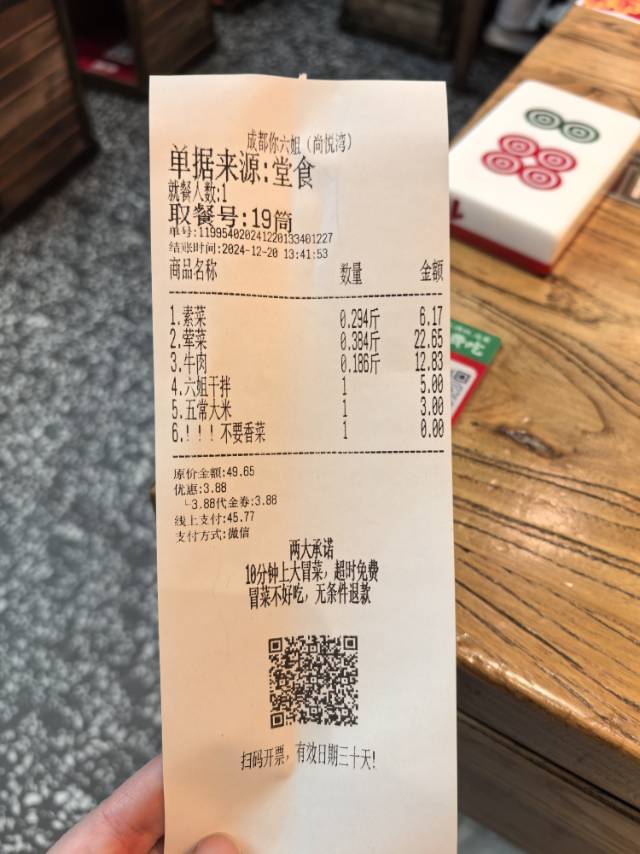 成都你六姐（尚悦湾）
单据来源:堂食
就餐人数:1
取餐号:19筒
单号:119954020241220133401227
结账时间:2024-12-20 13:41:53
商品名称 数量 金额
1.素菜 0.294斤 6.17
2.荤菜 0.384斤 22.65
3.牛肉 0.186斤 12.83
4.六姐干拌 1 5.00
5.五常大米 1 3.00
6.!!!不要香菜 1 0.00
原价金额:49.65
优惠:3.88
└3.88代金券:3.88
线上支付:45.77
支付方式:微信
两大承诺
10分钟上大冒菜，超时免费
冒菜不好吃，无条件退款
扫码开票，有效日期三十天!